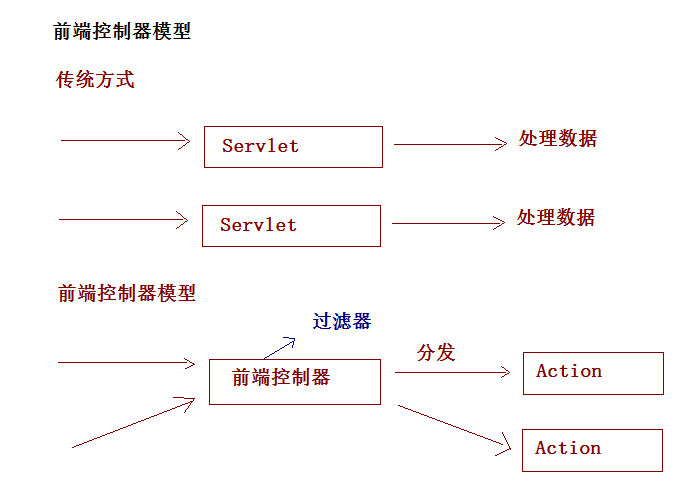 前端控制器模型
传统方式
Servlet
处理数据
Servlet
处理数据
前端控制器模型
过滤器
分发
前端控制器
Action
Action